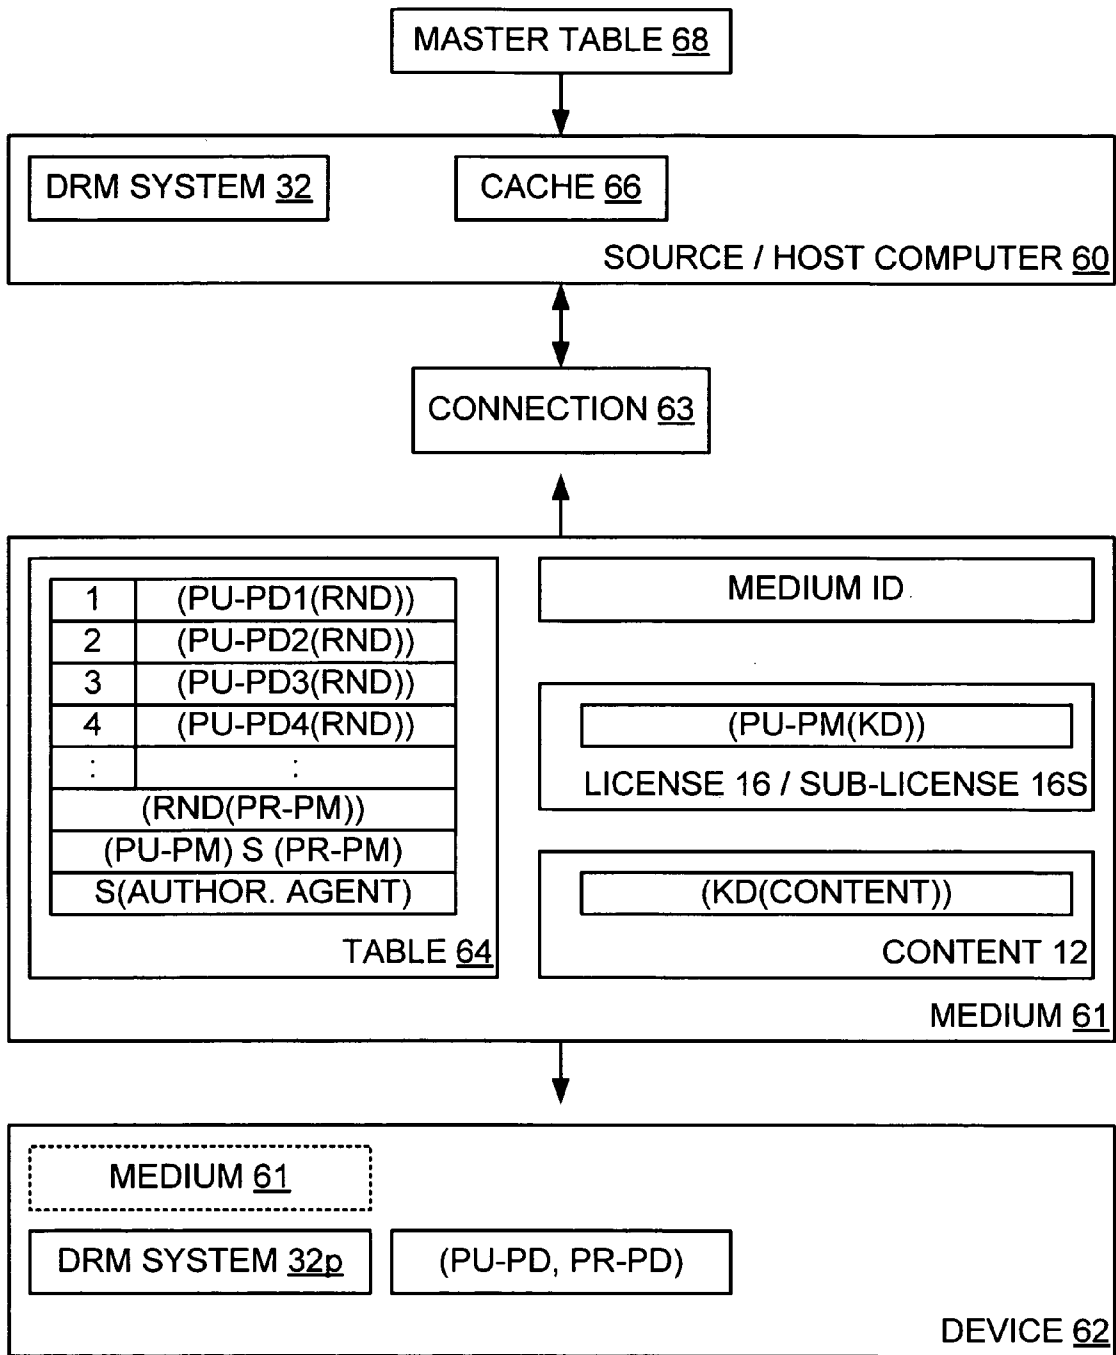 MASTER TABLE 68
DRM SYSTEM 32
CACHE 66
SOURCE / HOST COMPUTER 60
CONNECTION 63
1 (PU-PD1(RND))
2 (PU-PD2(RND))
3 (PU-PD3(RND))
4 (PU-PD4(RND))
: :
(RND(PR-PM))
(PU-PM) S (PR-PM)
S(AUTHOR. AGENT)
TABLE 64
MEDIUM ID
(PU-PM(KD))
LICENSE 16 / SUB-LICENSE 16S
(KD(CONTENT))
CONTENT 12
MEDIUM 61
MEDIUM 61
DRM SYSTEM 32p
(PU-PD, PR-PD)
DEVICE 62